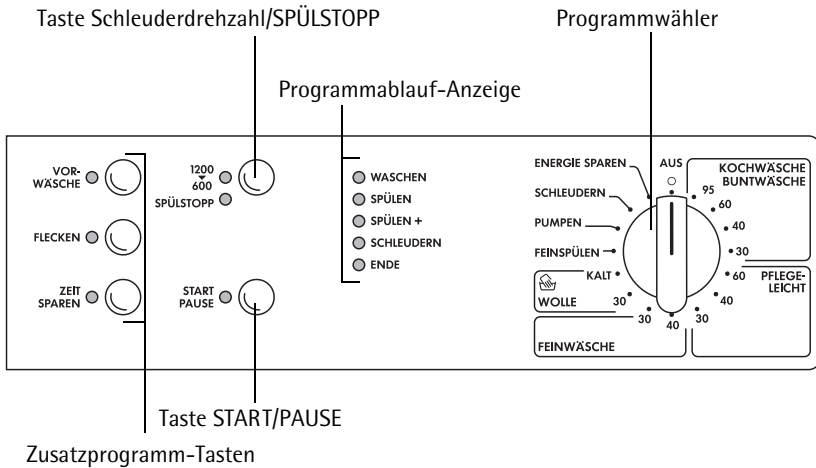 Taste Schleuderdrehzahl/SPÜLSTOPP
Programmwähler
Programmablauf-Anzeige
VOR-
WÄSCHE
FLECKEN
ZEIT
SPAREN
1200
600
SPÜLSTOPP
START
PAUSE
WASCHEN
SPÜLEN
SPÜLEN +
SCHLEUDERN
ENDE
ENERGIE SPAREN
SCHLEUDERN
PUMPEN
FEINSPÜLEN
KALT
WOLLE
30
FEINWÄSCHE
30
40
AUS
KOCHWÄSCHE
BUNTWÄSCHE
95
60
40
30
PFLEGE-
LEICHT
60
40
30
Taste START/PAUSE
Zusatzprogramm-Tasten